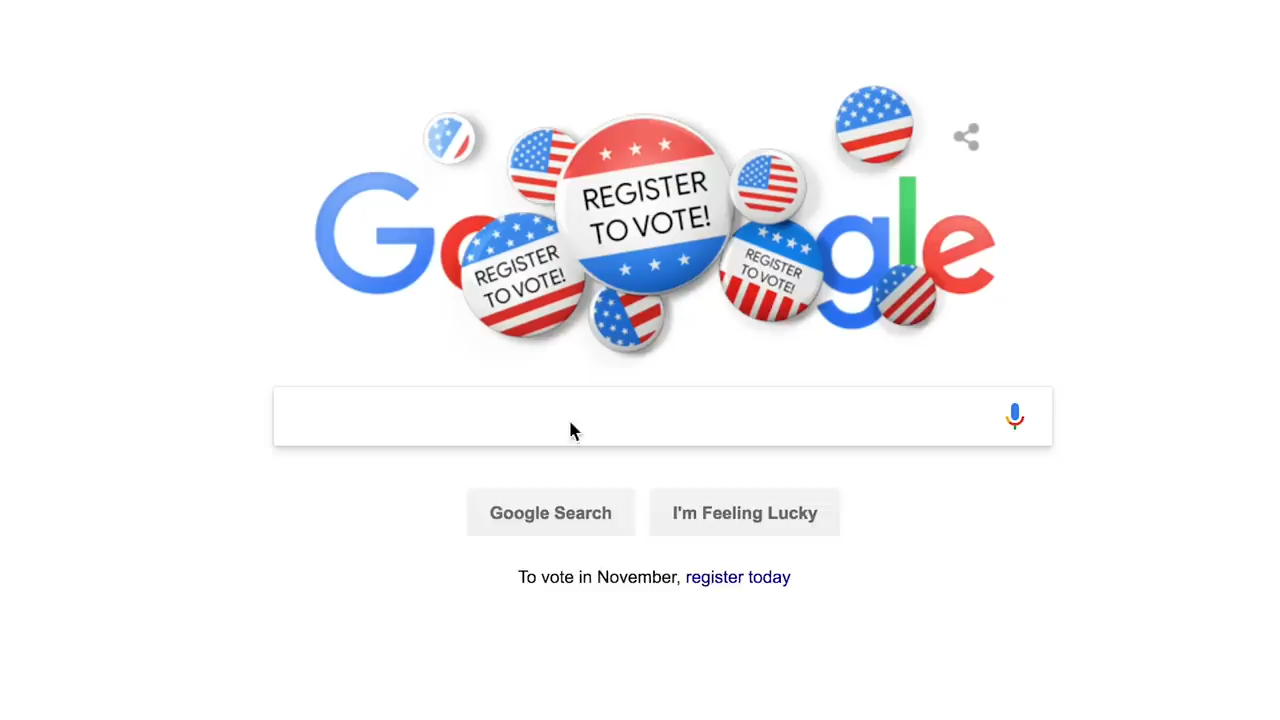 Google
REGISTER
TO VOTE!
REGISTER
TO VOTE!
REGISTER
TO VOTE!
Google Search
I'm Feeling Lucky
To vote in November, register today